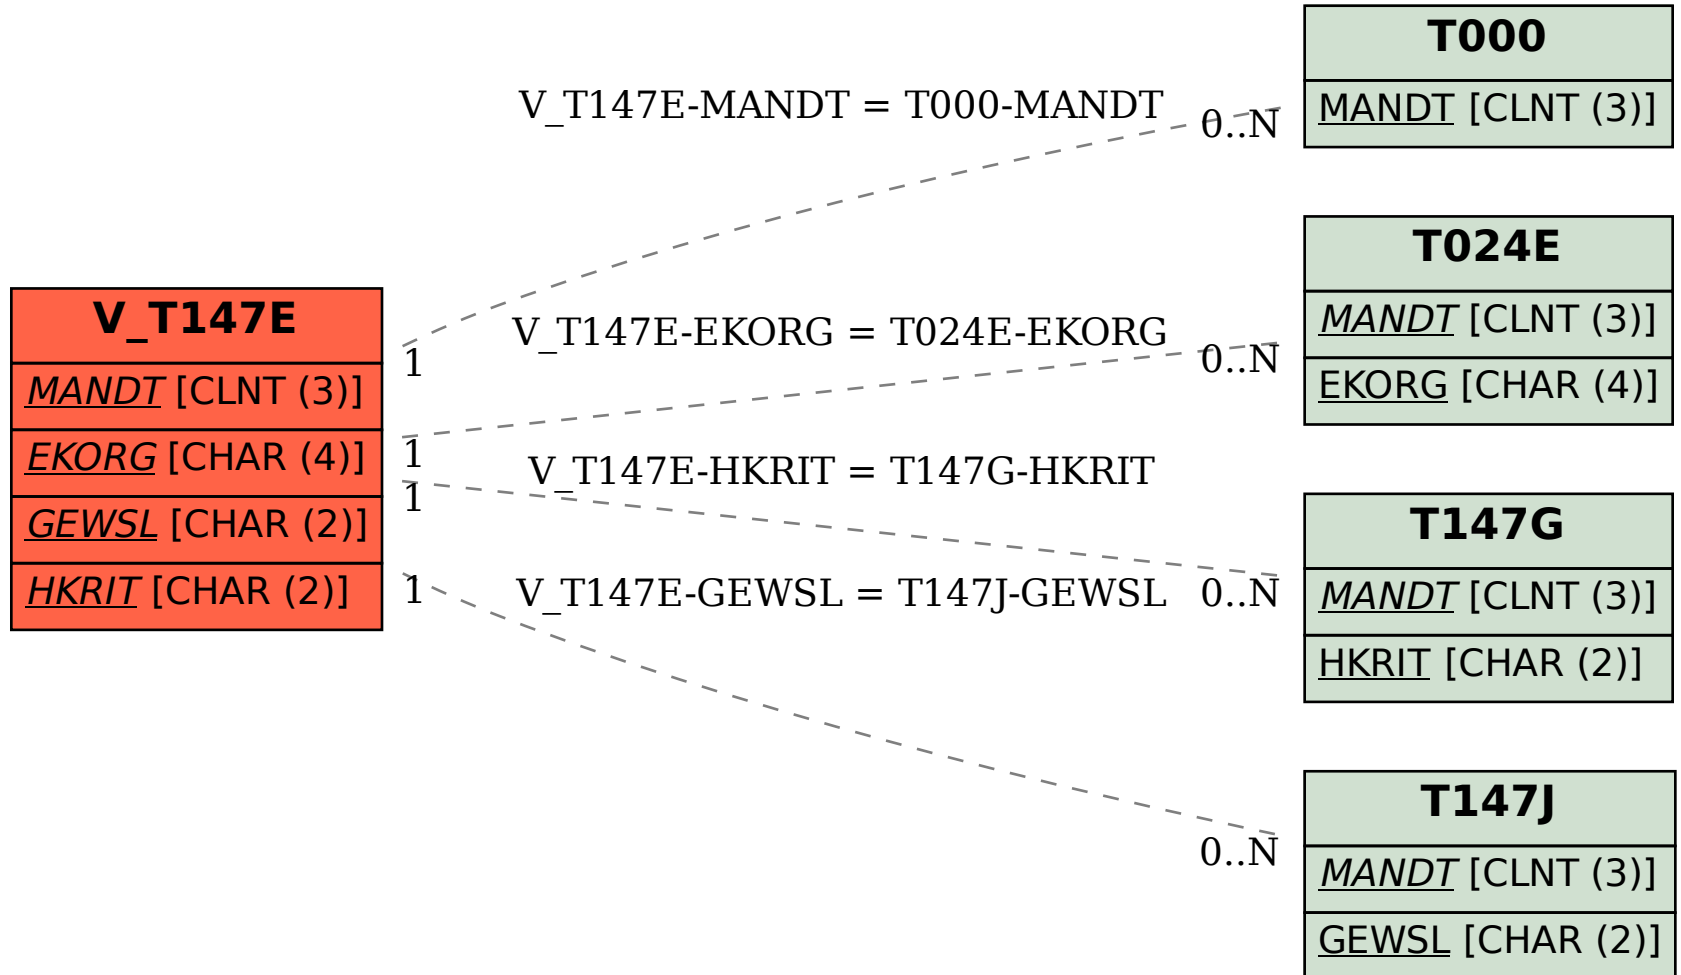 V_T147E
MANDT [CLNT (3)]
EKORG [CHAR (4)]
GEWSL [CHAR (2)]
HKRIT [CHAR (2)]
V_T147E-MANDT = T000-MANDT
0..N
1
V_T147E-EKORG = T024E-EKORG
0..N
1
V_T147E-HKRIT = T147G-HKRIT
1
0..N
V_T147E-GEWSL = T147J-GEWSL
1
0..N
T000
MANDT [CLNT (3)]
T024E
MANDT [CLNT (3)]
EKORG [CHAR (4)]
T147G
MANDT [CLNT (3)]
HKRIT [CHAR (2)]
T147J
MANDT [CLNT (3)]
GEWSL [CHAR (2)]